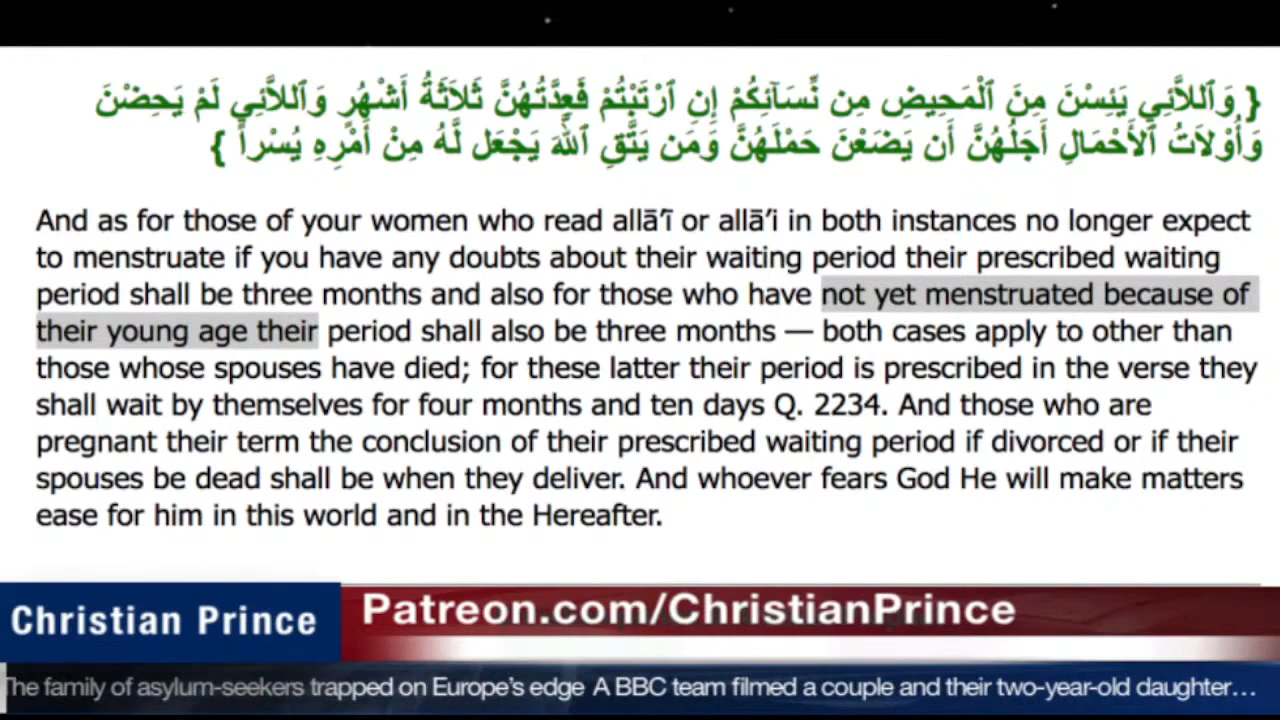 { وَٱللاَّئِي يَئِسْنَ مِنَ ٱلْمَحِيضِ مِن نِّسَآئِكُمْ إِنِ ٱرْتَبْتُمْ فَعِدَّتُهُنَّ ثَلاَثَةُ أَشْهُرٍ وَٱللاَّئِي لَمْ يَحِضْنَ
وَأُوْلاَتُ ٱلأَحْمَالِ أَجَلُهُنَّ أَن يَضَعْنَ حَمْلَهُنَّ وَمَن يَتَّقِ ٱللَّهَ يَجْعَل لَّهُ مِنْ أَمْرِهِ يُسْراً }
And as for those of your women who read allā’ī or allā’i in both instances no longer expect
to menstruate if you have any doubts about their waiting period their prescribed waiting
period shall be three months and also for those who have not yet menstruated because of
their young age their period shall also be three months — both cases apply to other than
those whose spouses have died; for these latter their period is prescribed in the verse they
shall wait by themselves for four months and ten days Q. 2234. And those who are
pregnant their term the conclusion of their prescribed waiting period if divorced or if their
spouses be dead shall be when they deliver. And whoever fears God He will make matters
ease for him in this world and in the Hereafter.
Christian Prince
Patreon.com/ChristianPrince
The family of asylum-seekers trapped on Europe's edge A BBC team filmed a couple and their two-year-old daughter...